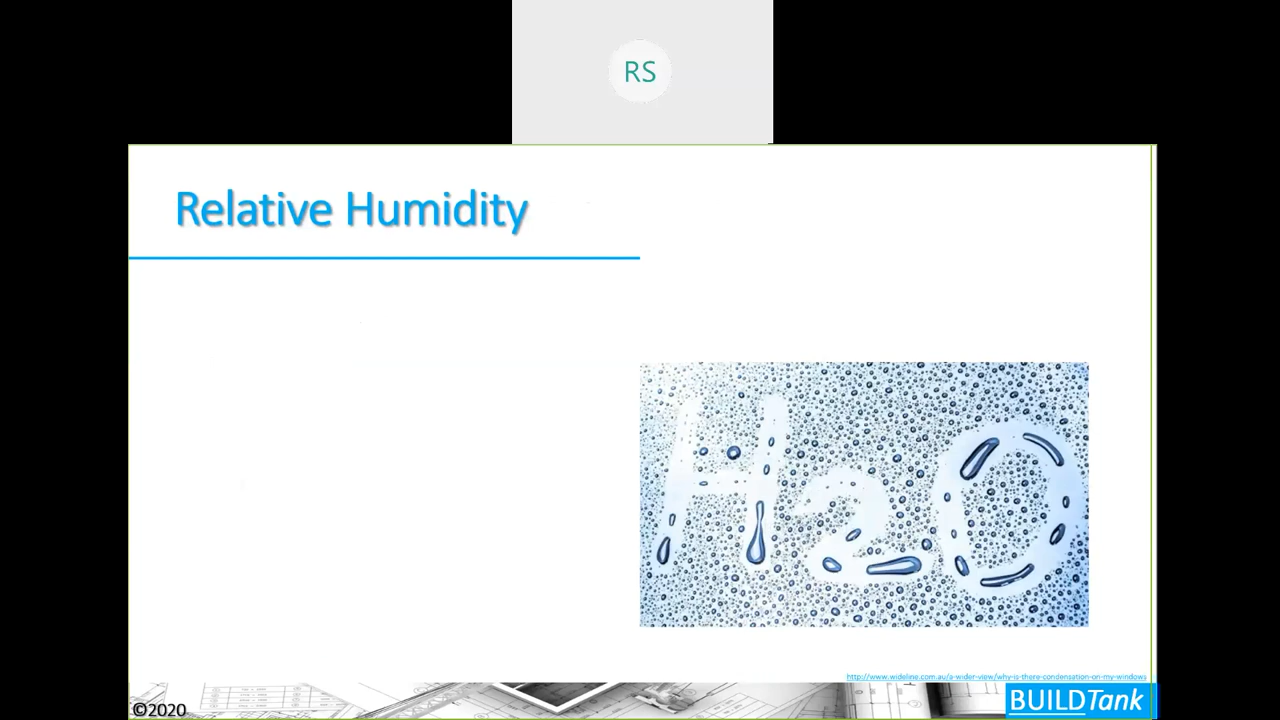 RS
Relative Humidity
H2O
http://www.wideline.com.au/a-wider-view/why-is-there-condensation-on-my-windows
©2020
BUILDTank